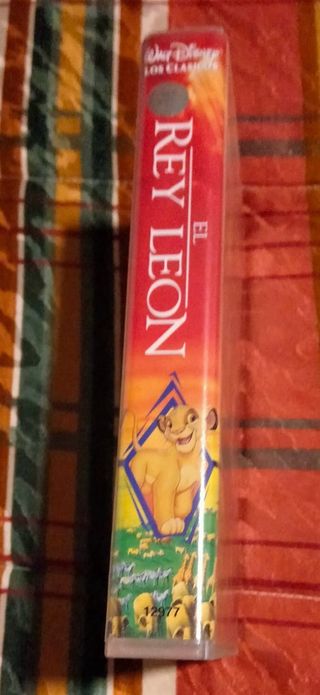 Walt Disney
LOS CLASICOS
EL
REY LEON
12977